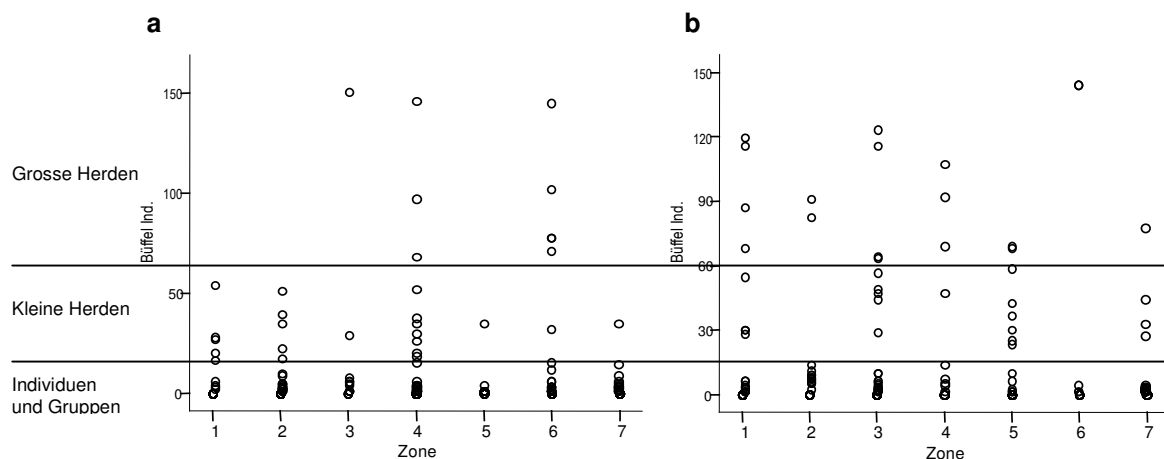 a
b
Grosse Herden
Kleine Herden
Individuen
und Gruppen
Büffel Ind.
150
100
50
0
1 2 3 4 5 6 7
Zone
Büffel Ind.
150
120
90
60
30
0
1 2 3 4 5 6 7
Zone